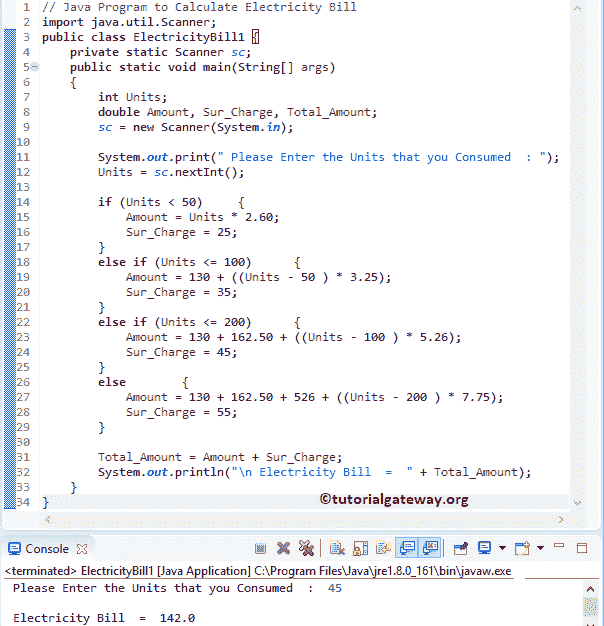 1 // Java Program to Calculate Electricity Bill
2 import java.util.Scanner;
3 public class ElectricityBill1 {
4     private static Scanner sc;
5     public static void main(String[] args)
6     {
7         int Units;
8         double Amount, Sur_Charge, Total_Amount;
9         sc = new Scanner(System.in);
10
11         System.out.print(" Please Enter the Units that you Consumed  : ");
12         Units = sc.nextInt();
13
14         if (Units < 50)     {
15             Amount = Units * 2.60;
16             Sur_Charge = 25;
17         }
18         else if (Units <= 100)      {
19             Amount = 130 + ((Units - 50 ) * 3.25);
20             Sur_Charge = 35;
21         }
22         else if (Units <= 200)      {
23             Amount = 130 + 162.50 + ((Units - 100 ) * 5.26);
24             Sur_Charge = 45;
25         }
26         else        {
27             Amount = 130 + 162.50 + 526 + ((Units - 200 ) * 7.75);
28             Sur_Charge = 55;
29         }
30
31         Total_Amount = Amount + Sur_Charge;
32         System.out.println("\n Electricity Bill  =  " + Total_Amount);
33     }
34 }
©tutorialgateway.org
Console
<terminated> ElectricityBill1 [Java Application] C:\Program Files\Java\jre1.8.0_161\bin\javaw.exe
Please Enter the Units that you Consumed  :  45
Electricity Bill  =  142.0